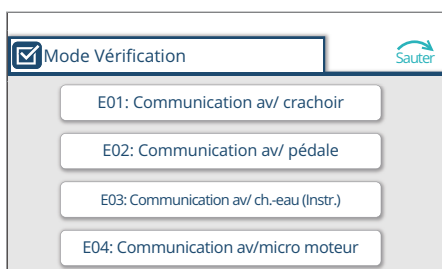 Mode Vérification
Sauter
E01: Communication av/ crachoir
E02: Communication av/ pédale
E03: Communication av/ ch.-eau (Instr.)
E04: Communication av/micro moteur